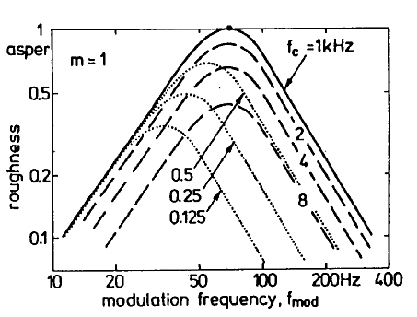 1
asper
m = 1
f_c = 1kHz
0.5
0.2
0.1
roughness
2
4
8
0.5
0.25
0.125
10 20 50 100 200Hz 400
modulation frequency, f_mod